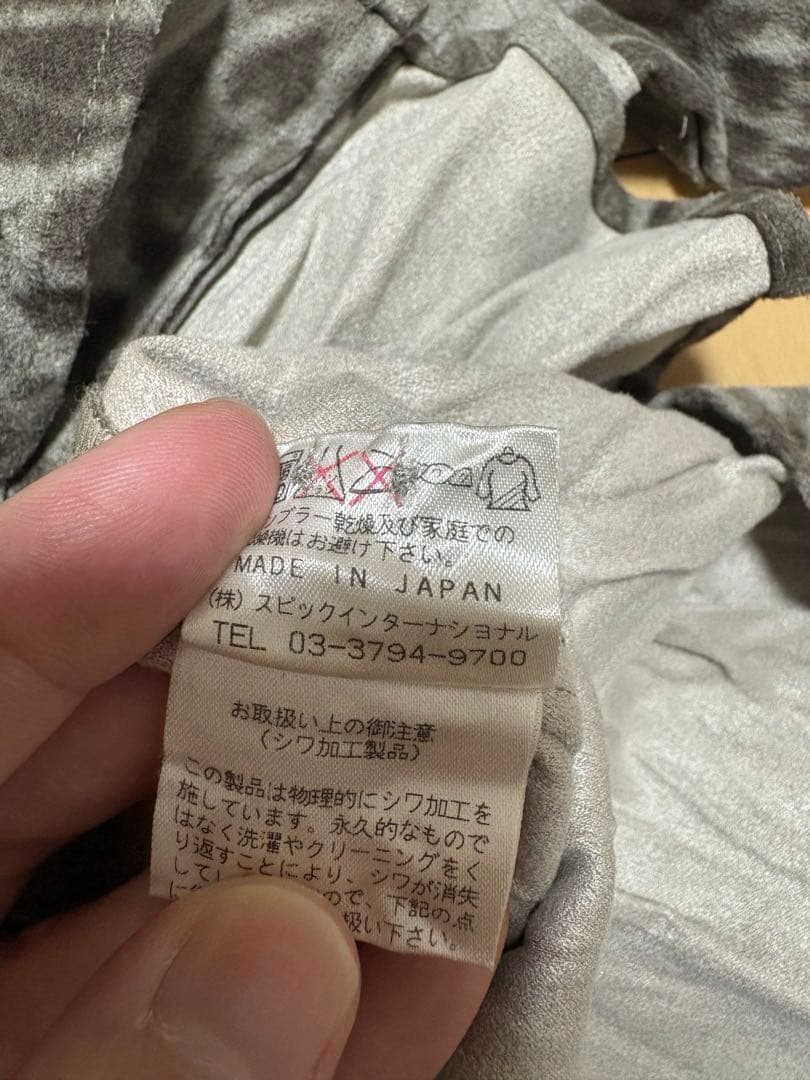 ンブラー乾燥及び家庭での
燥機はお避け下さい。
MADE IN JAPAN
(株) スピックインターナショナル
TEL 03-3794-9700
お取扱い上の御注意
(シワ加工製品)
この製品は物理的にシワ加工を
施しています。永久的なもので
はなく洗濯やクリーニングをく
り返すことにより、シワが消失
してし
ので、下記の点
扱い下さい。